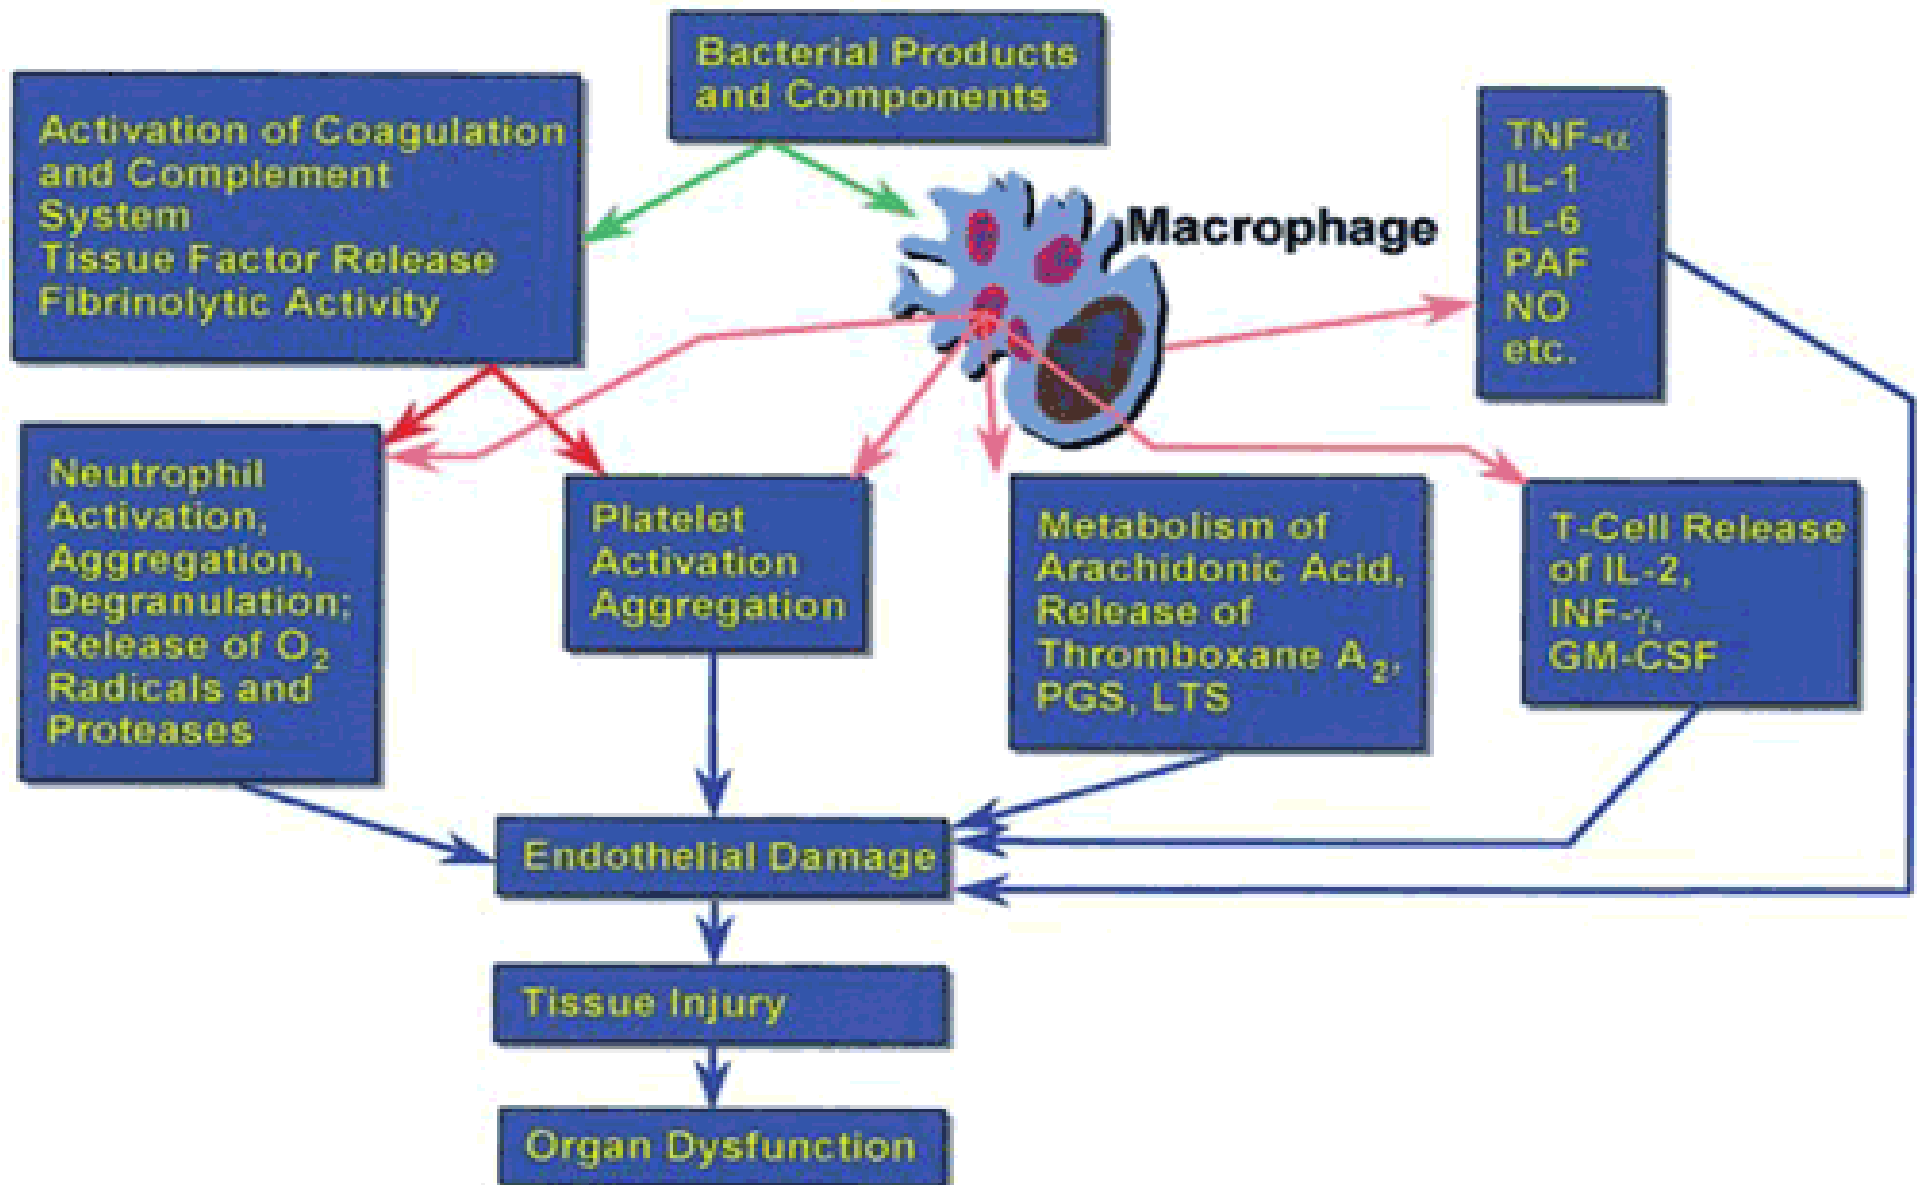 Bacterial Products
and Components
Activation of Coagulation
and Complement
System
Tissue Factor Release
Fibrinolytic Activity
Macrophage
TNF-α
IL-1
IL-6
PAF
NO
etc.
Neutrophil
Activation;
Aggregation,
Degranulation;
Release of O₂
Radicals and
Proteases
Platelet
Activation
Aggregation
Metabolism of
Arachidonic Acid,
Release of
Thromboxane A₂,
PGS, LTS
T-Cell Release
of IL-2,
INF-γ,
GM-CSF
Endothelial Damage
Tissue Injury
Organ Dysfunction